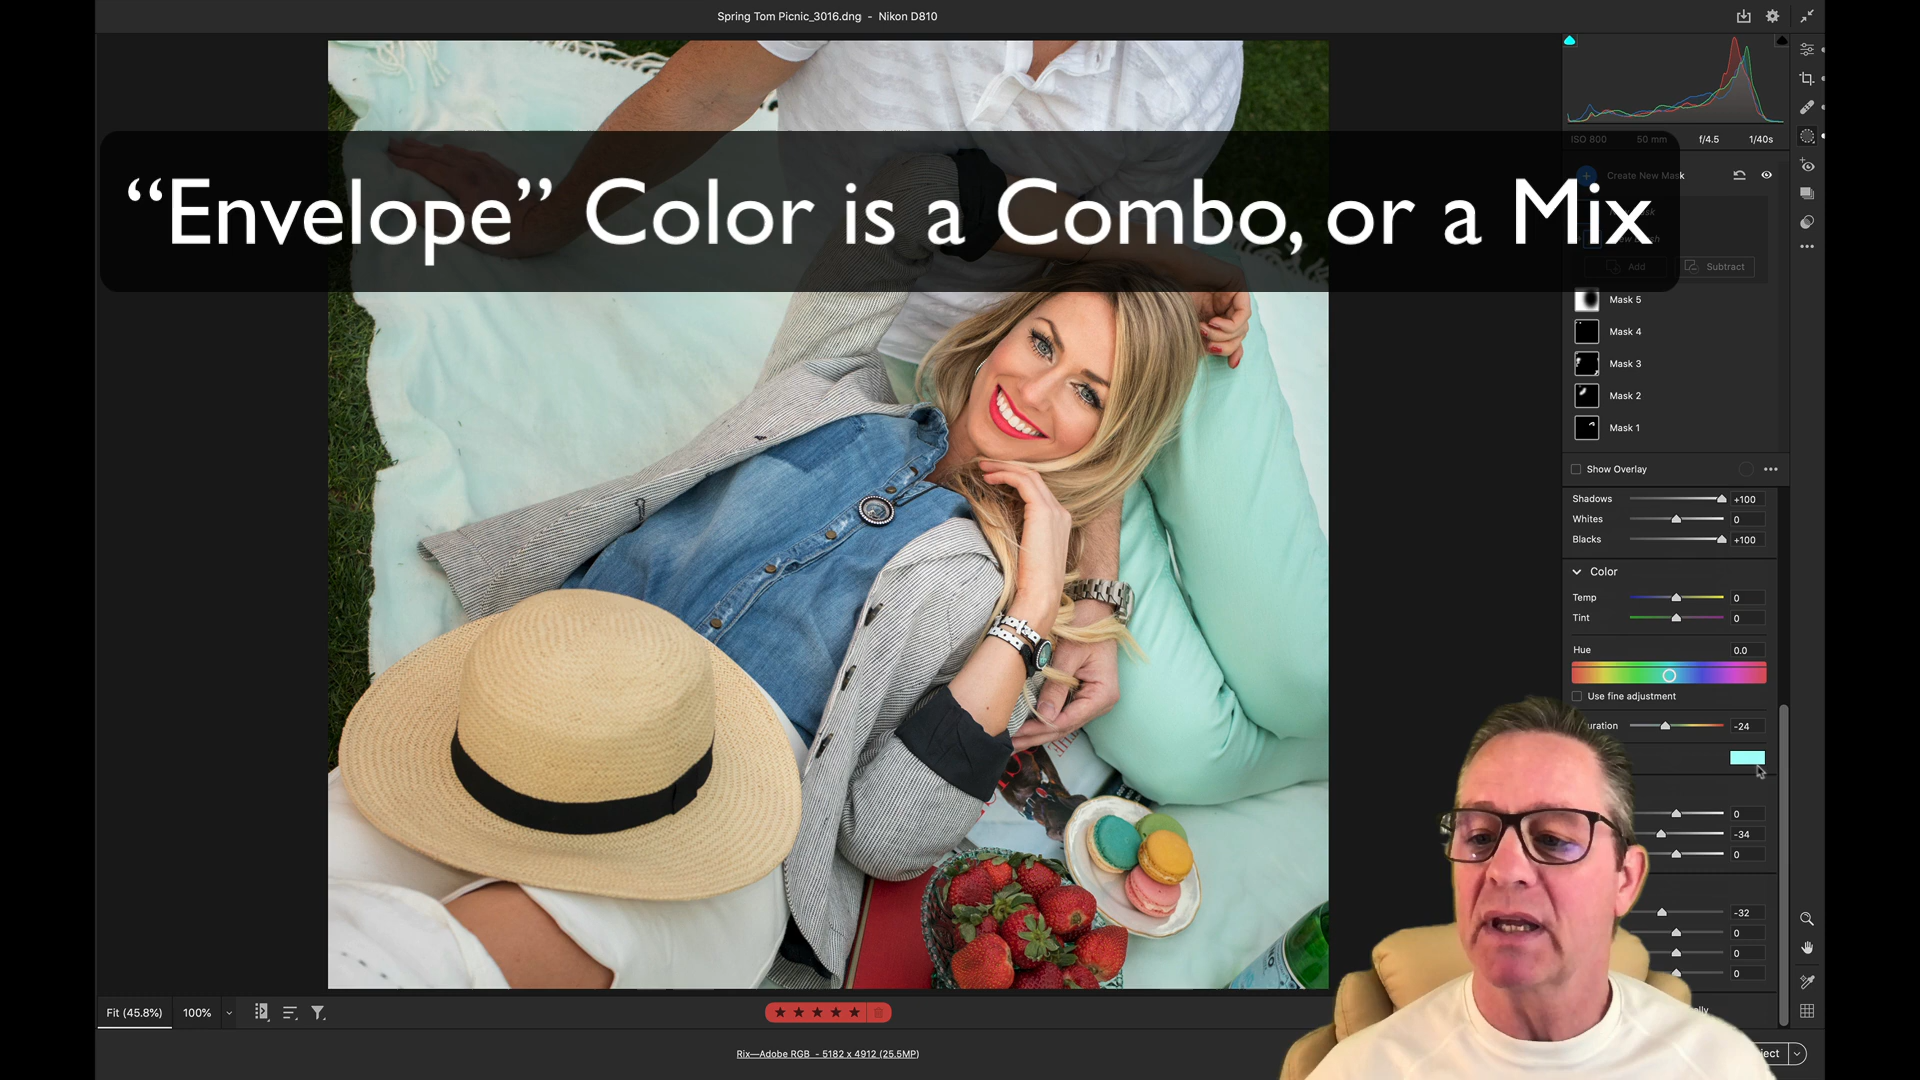 Spring Tom Picnic_3016.dng - Nikon D810
“Envelope” Color is a Combo, or a Mix
ISO 800 50 mm f/4.5 1/40s
Create New Mask
Add Subtract
Mask 5
Mask 4
Mask 3
Mask 2
Mask 1
Show Overlay
Shadows +100
Whites 0
Blacks +100
Color
Temp 0
Tint 0
Hue 0.0
Use fine adjustment
uration -24
0
-34
0
-32
0
0
0
lly
Fit (45.8%) 100%
Rix—Adobe RGB - 5182 x 4912 (25.5MP)
ect